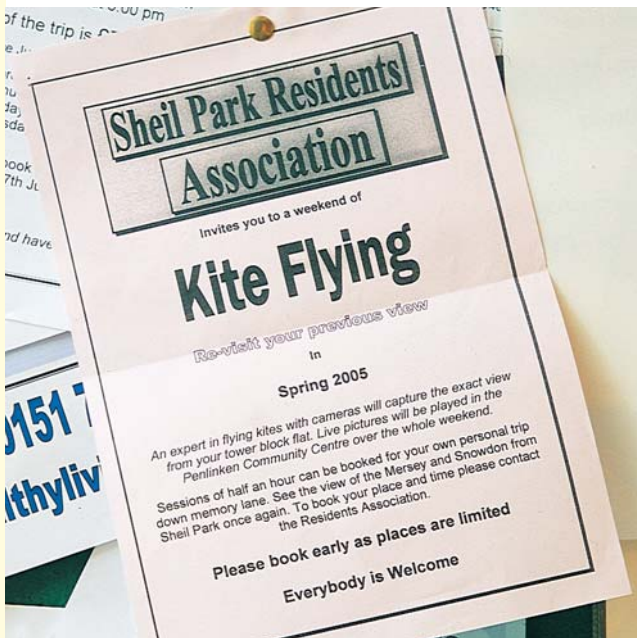 of the trip is
Sheil Park Residents
Association
Invites you to a weekend of
Kite Flying
Re-visit your previous view
In
Spring 2005
An expert in flying kites with cameras will capture the exact view
from your tower block flat. Live pictures will be played in the
Penlinken Community Centre over the whole weekend.
Sessions of half an hour can be booked for your own personal trip
down memory lane. See the view of the Mersey and Snowdon from
Sheil Park once again. To book your place and time please contact
the Residents Association.
Please book early as places are limited
Everybody is Welcome
pm
book
7th
nd have
0151 7